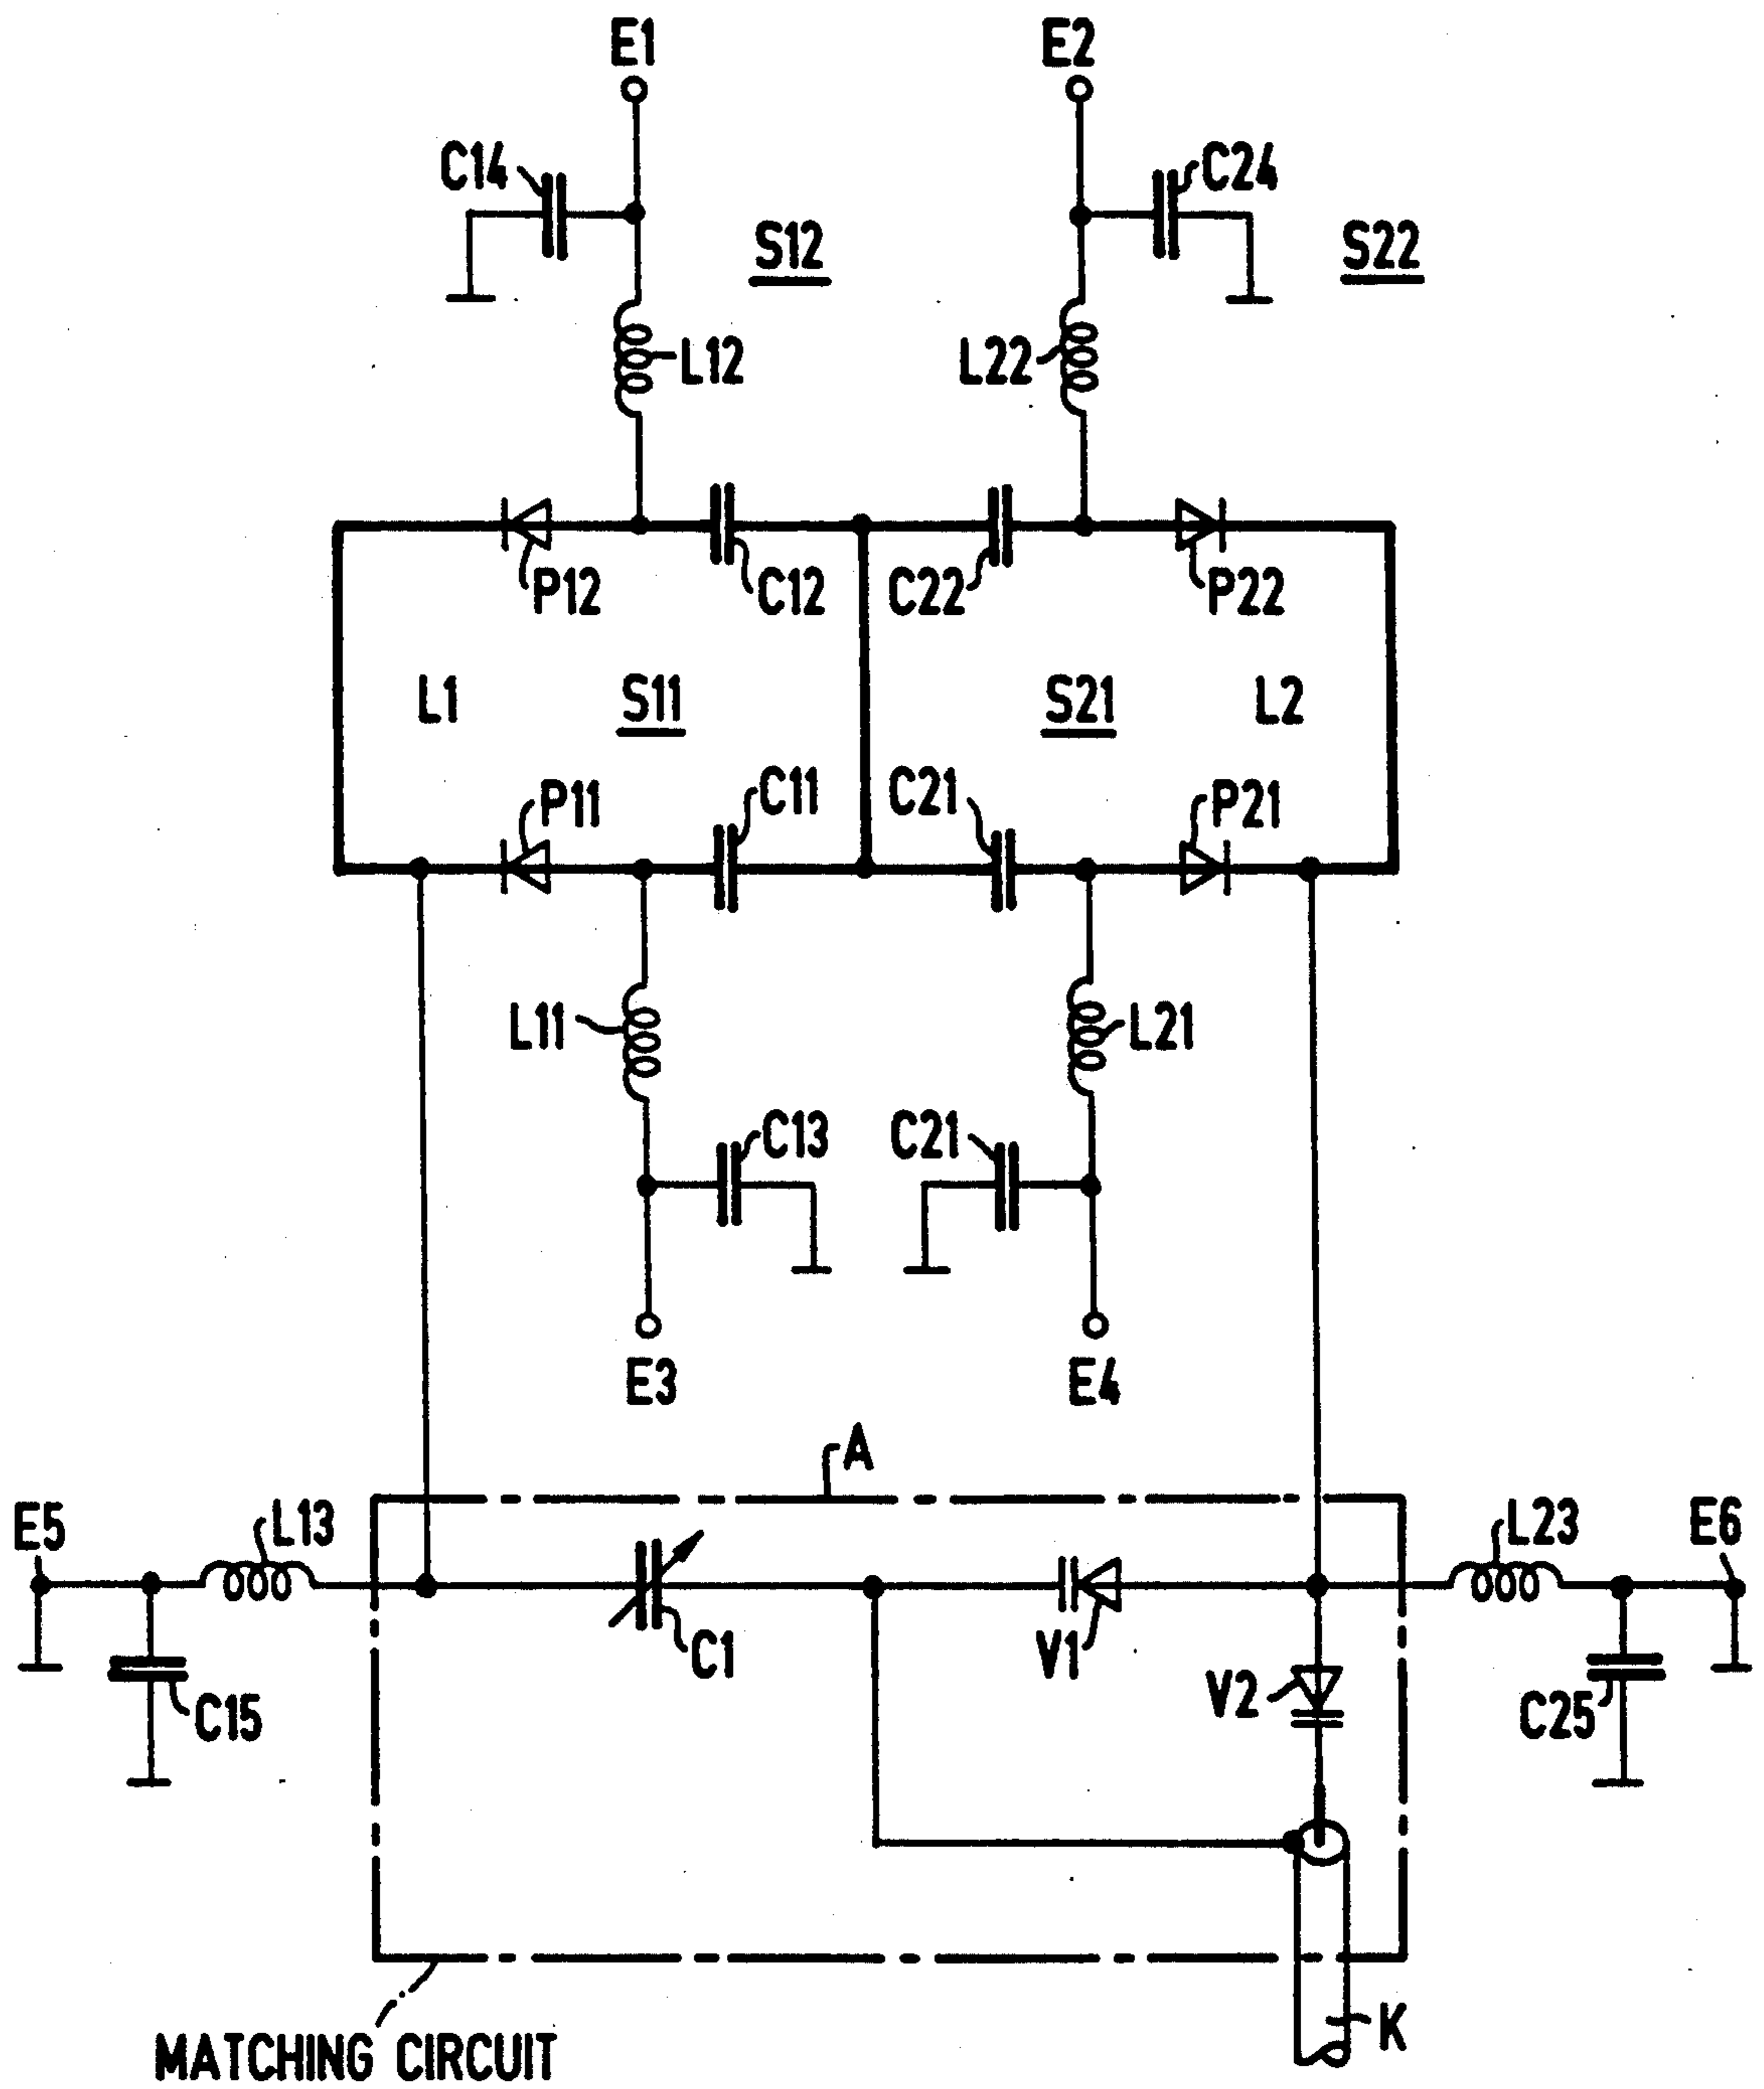 E1
E2
C14
C24
S12
S22
L12
L22
P12
C12
C22
P22
L1
S11
S21
L2
P11
C11
C21
P21
L11
L21
C13
C21
E3
E4
A
E5
L13
L23
E6
C1
V1
V2
C15
C25
K
MATCHING CIRCUIT